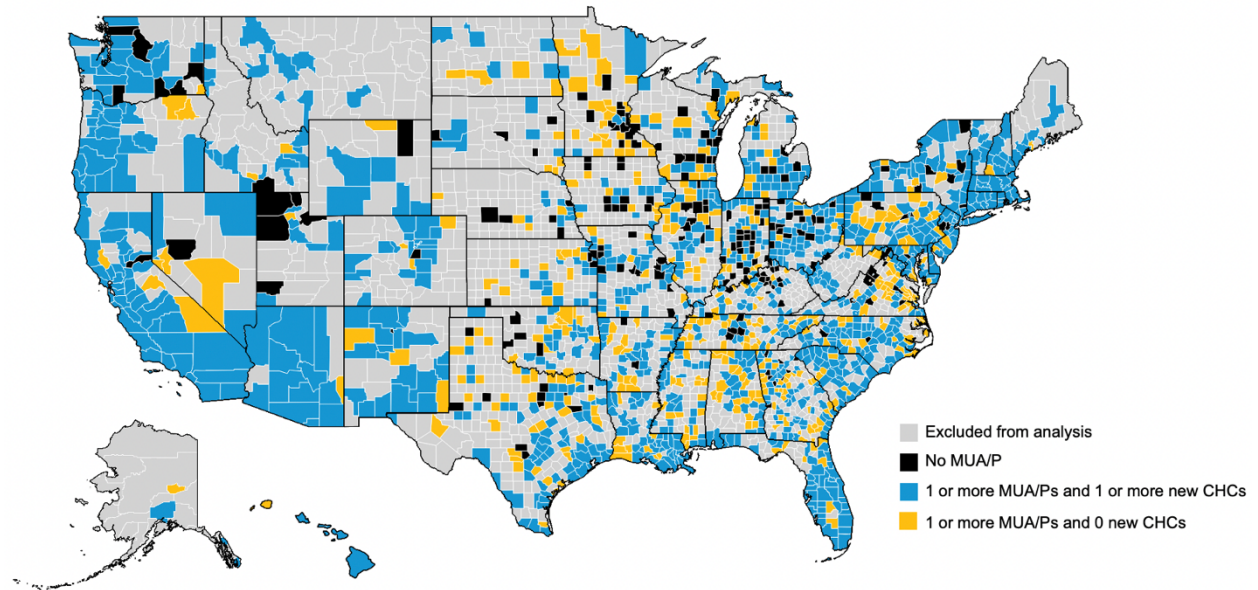 Excluded from analysis
No MUA/P
1 or more MUA/Ps and 1 or more new CHCs
1 or more MUA/Ps and 0 new CHCs